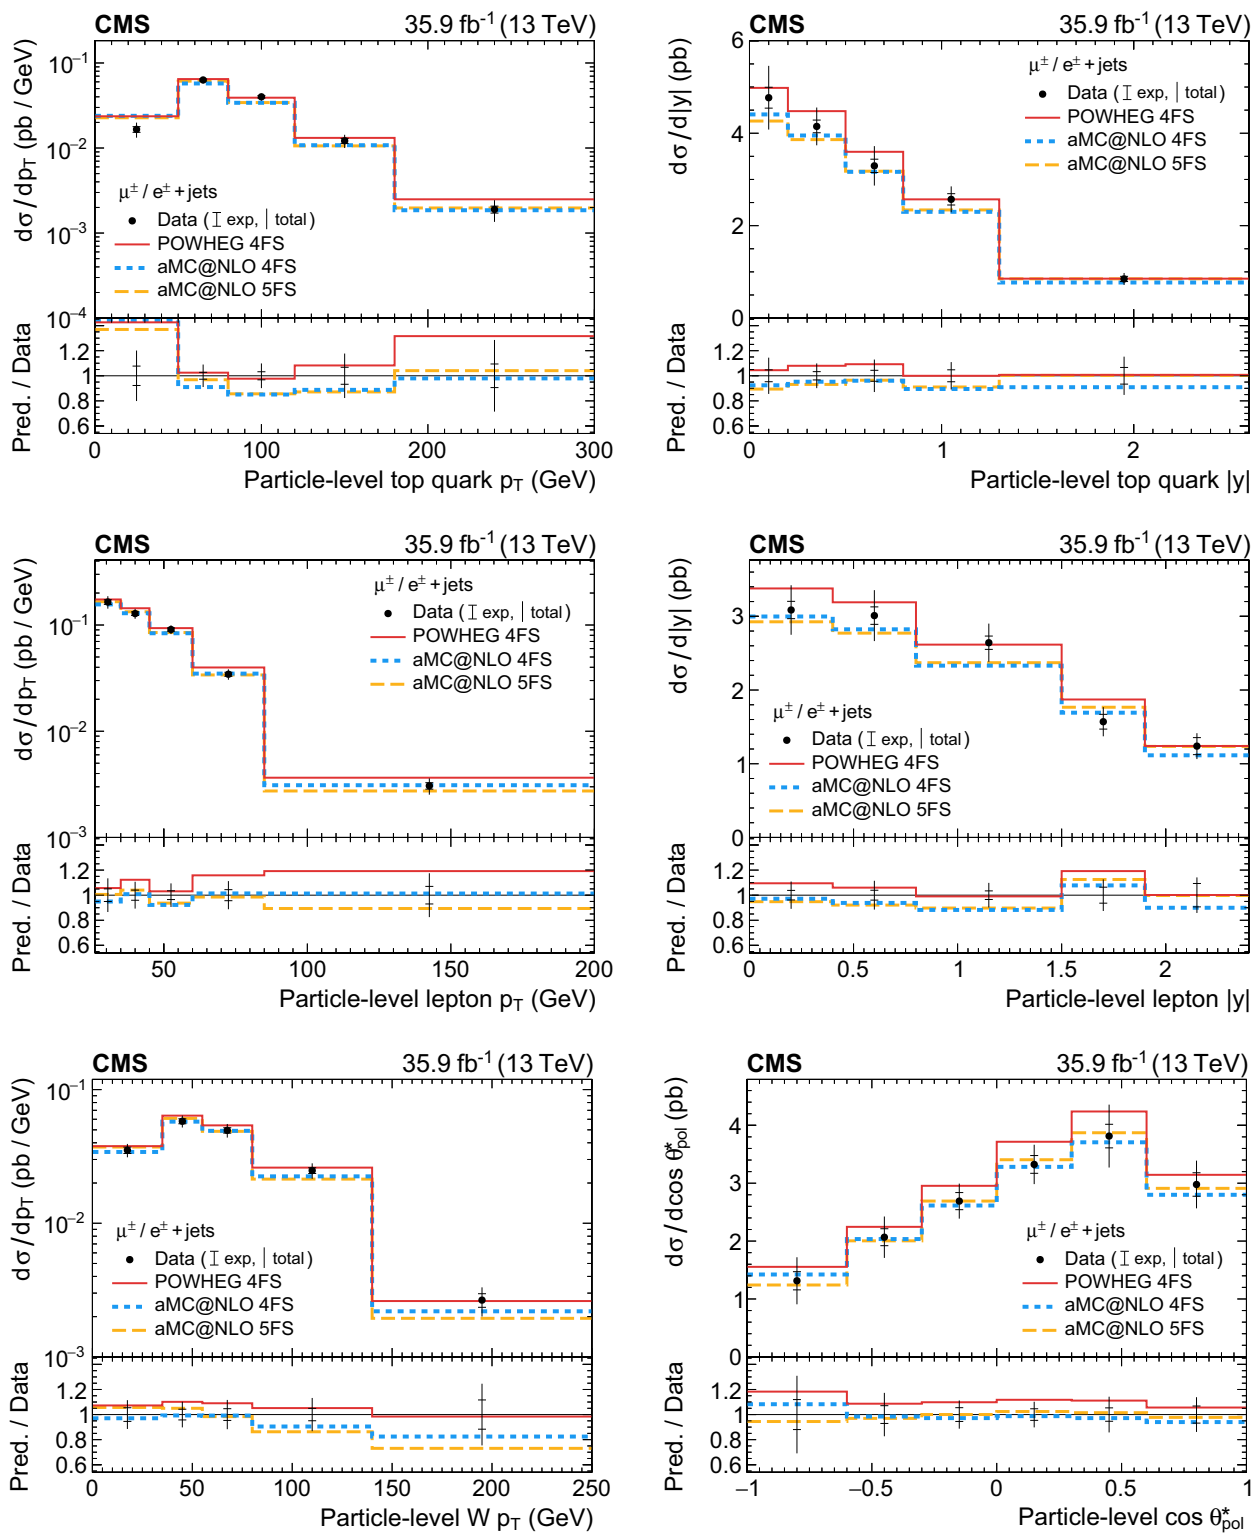 CMS 35.9 fb⁻¹ (13 TeV)
dσ/dp_T (pb / GeV)
10⁻¹
10⁻²
10⁻³
10⁻⁴
μ± / e± + jets
Data (⌶ exp, | total)
POWHEG 4FS
aMC@NLO 4FS
aMC@NLO 5FS
Pred. / Data
1.2
1
0.8
0.6
0 100 200 300
Particle-level top quark p_T (GeV)
CMS 35.9 fb⁻¹ (13 TeV)
dσ/d|y| (pb)
6
4
2
0
μ± / e± + jets
Data (⌶ exp, | total)
POWHEG 4FS
aMC@NLO 4FS
aMC@NLO 5FS
Pred. / Data
1.2
1
0.8
0.6
0 1 2
Particle-level top quark |y|
CMS 35.9 fb⁻¹ (13 TeV)
dσ/dp_T (pb / GeV)
10⁻¹
10⁻²
10⁻³
μ± / e± + jets
Data (⌶ exp, | total)
POWHEG 4FS
aMC@NLO 4FS
aMC@NLO 5FS
Pred. / Data
1.2
1
0.8
0.6
50 100 150 200
Particle-level lepton p_T (GeV)
CMS 35.9 fb⁻¹ (13 TeV)
dσ/d|y| (pb)
3
2
1
0
μ± / e± + jets
Data (⌶ exp, | total)
POWHEG 4FS
aMC@NLO 4FS
aMC@NLO 5FS
Pred. / Data
1.2
1
0.8
0.6
0 0.5 1 1.5 2
Particle-level lepton |y|
CMS 35.9 fb⁻¹ (13 TeV)
dσ/dp_T (pb / GeV)
10⁻¹
10⁻²
10⁻³
μ± / e± + jets
Data (⌶ exp, | total)
POWHEG 4FS
aMC@NLO 4FS
aMC@NLO 5FS
Pred. / Data
1.2
1
0.8
0.6
0 50 100 150 200 250
Particle-level W p_T (GeV)
CMS 35.9 fb⁻¹ (13 TeV)
dσ/dcos θ*_pol (pb)
4
3
2
1
0
μ± / e± + jets
Data (⌶ exp, | total)
POWHEG 4FS
aMC@NLO 4FS
aMC@NLO 5FS
Pred. / Data
1.2
1
0.8
0.6
−1 −0.5 0 0.5 1
Particle-level cos θ*_pol